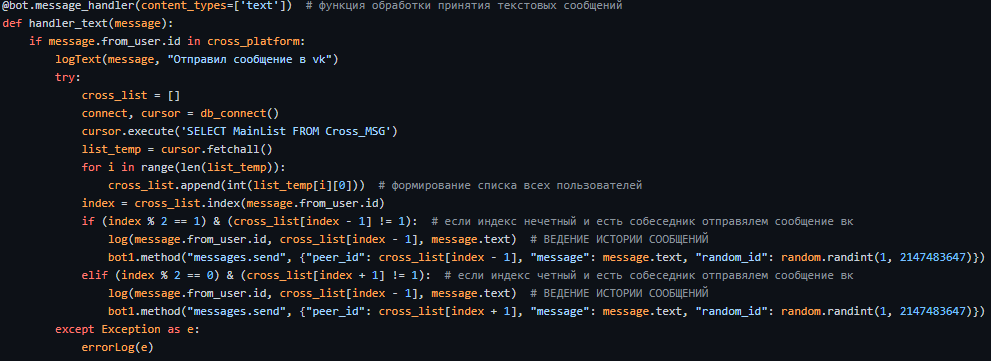 @bot.message_handler(content_types=['text'])  # функция обработки принятия текстовых сообщений
def handler_text(message):
    if message.from_user.id in cross_platform:
        logText(message, "Отправил сообщение в vk")
        try:
            cross_list = []
            connect, cursor = db_connect()
            cursor.execute('SELECT MainList FROM Cross_MSG')
            list_temp = cursor.fetchall()
            for i in range(len(list_temp)):
                cross_list.append(int(list_temp[i][0]))  # формирование списка всех пользователей
            index = cross_list.index(message.from_user.id)
            if (index % 2 == 1) & (cross_list[index - 1] != 1):  # если индекс нечетный и есть собеседник отправялем сообщение вк
                log(message.from_user.id, cross_list[index - 1], message.text)  # ВЕДЕНИЕ ИСТОРИИ СООБЩЕНИЙ
                bot1.method("messages.send", {"peer_id": cross_list[index - 1], "message": message.text, "random_id": random.randint(1, 2147483647)})
            elif (index % 2 == 0) & (cross_list[index + 1] != 1):  # если индекс четный и есть собеседник отправялем сообщение вк
                log(message.from_user.id, cross_list[index - 1], message.text)  # ВЕДЕНИЕ ИСТОРИИ СООБЩЕНИЙ
                bot1.method("messages.send", {"peer_id": cross_list[index + 1], "message": message.text, "random_id": random.randint(1, 2147483647)})
        except Exception as e:
            errorLog(e)